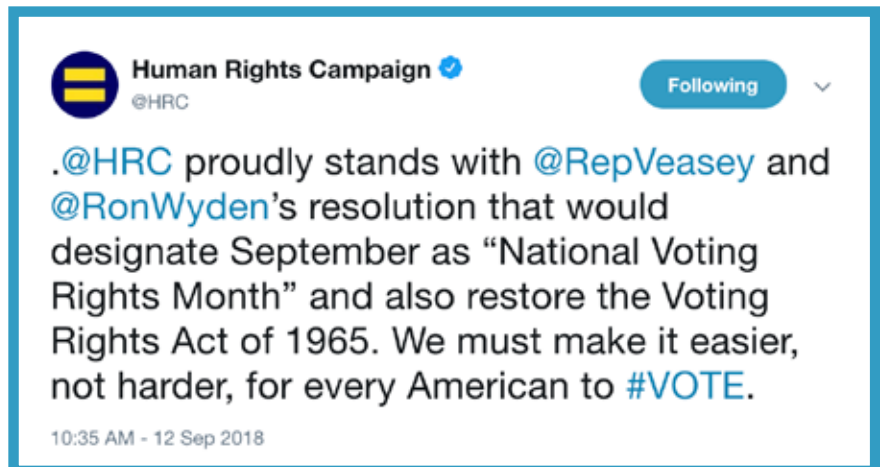 Human Rights Campaign
@HRC
Following
.@HRC proudly stands with @RepVeasey and
@RonWyden’s resolution that would
designate September as “National Voting
Rights Month” and also restore the Voting
Rights Act of 1965. We must make it easier,
not harder, for every American to #VOTE.
10:35 AM - 12 Sep 2018